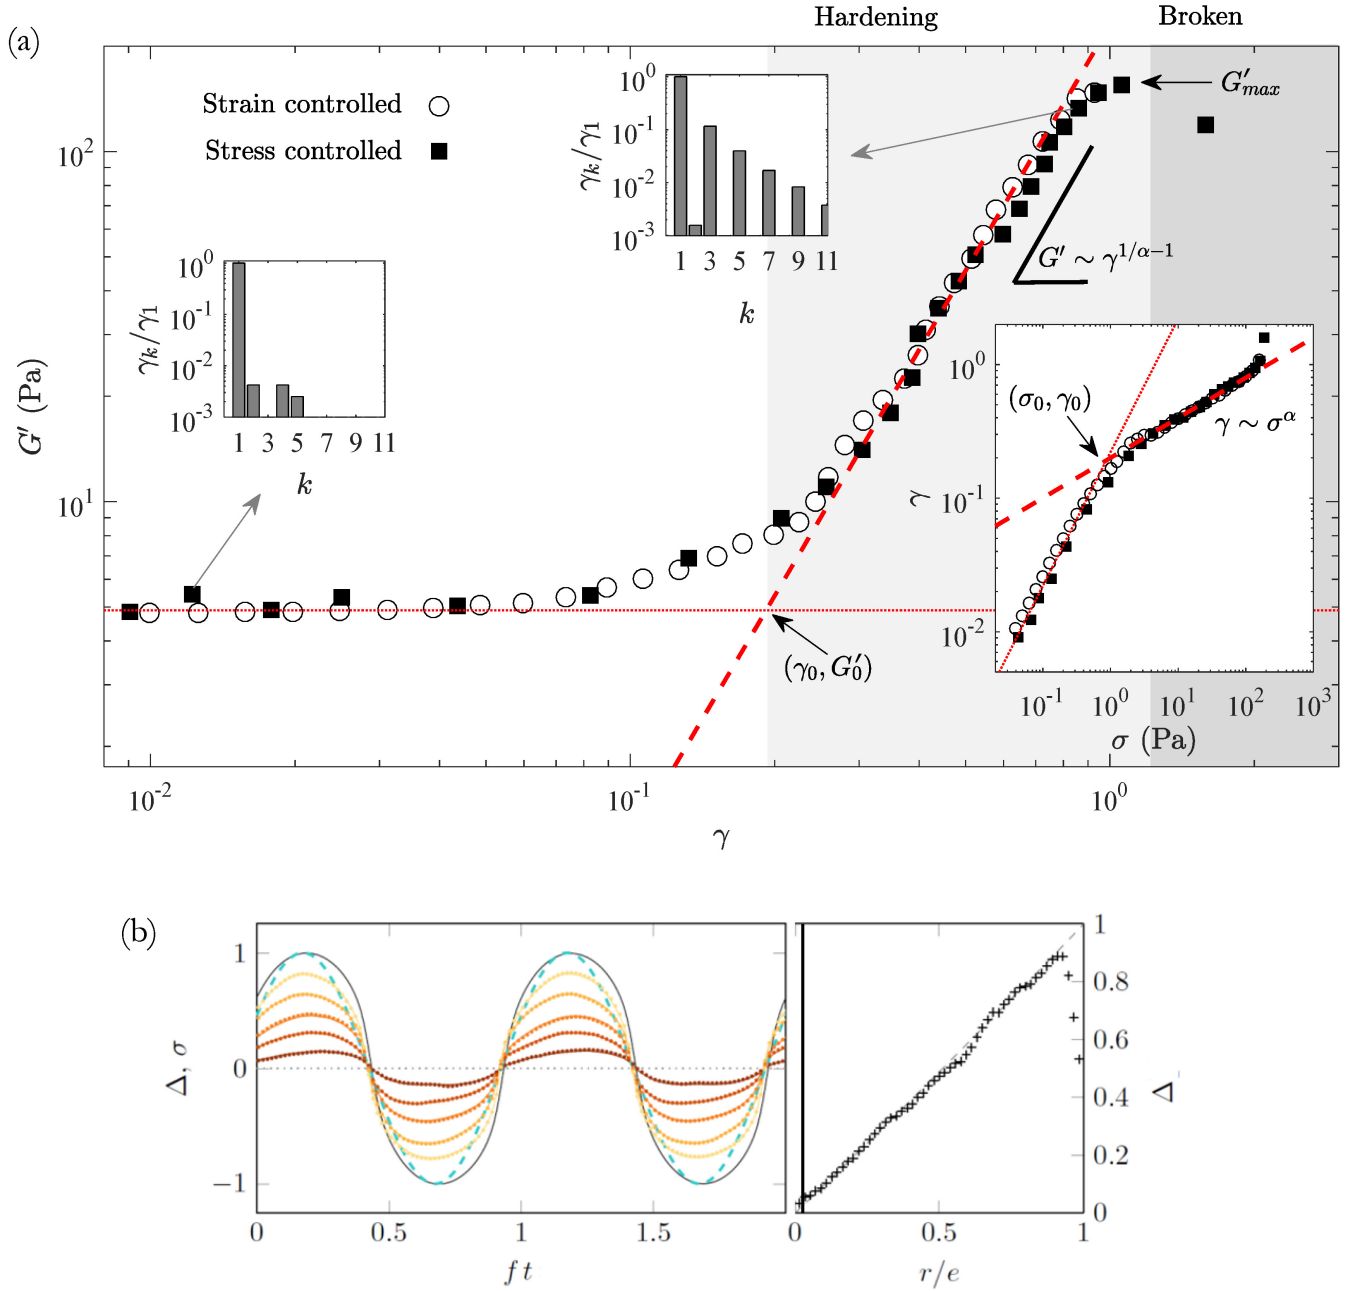 (a)
Hardening
Broken
Strain controlled
Stress controlled
G′max
G′ ~ γ^{1/α−1}
(γ0, G′0)
G′ (Pa)
10^2
10^1
10^-2
10^-1
10^0
γ
γk/γ1
10^0
10^-1
10^-2
10^-3
1 3 5 7 9 11
k
γk/γ1
10^0
10^-1
10^-2
10^-3
1 3 5 7 9 11
k
(σ0, γ0)
γ ~ σ^α
γ
10^0
10^-1
10^-2
10^-1 10^0 10^1 10^2 10^3
σ (Pa)
(b)
Δ, σ
1
0
−1
0 0.5 1 1.5
f t
1
0.8
0.6
0.4
0.2
0
Δ
0 0.5 1
r/e